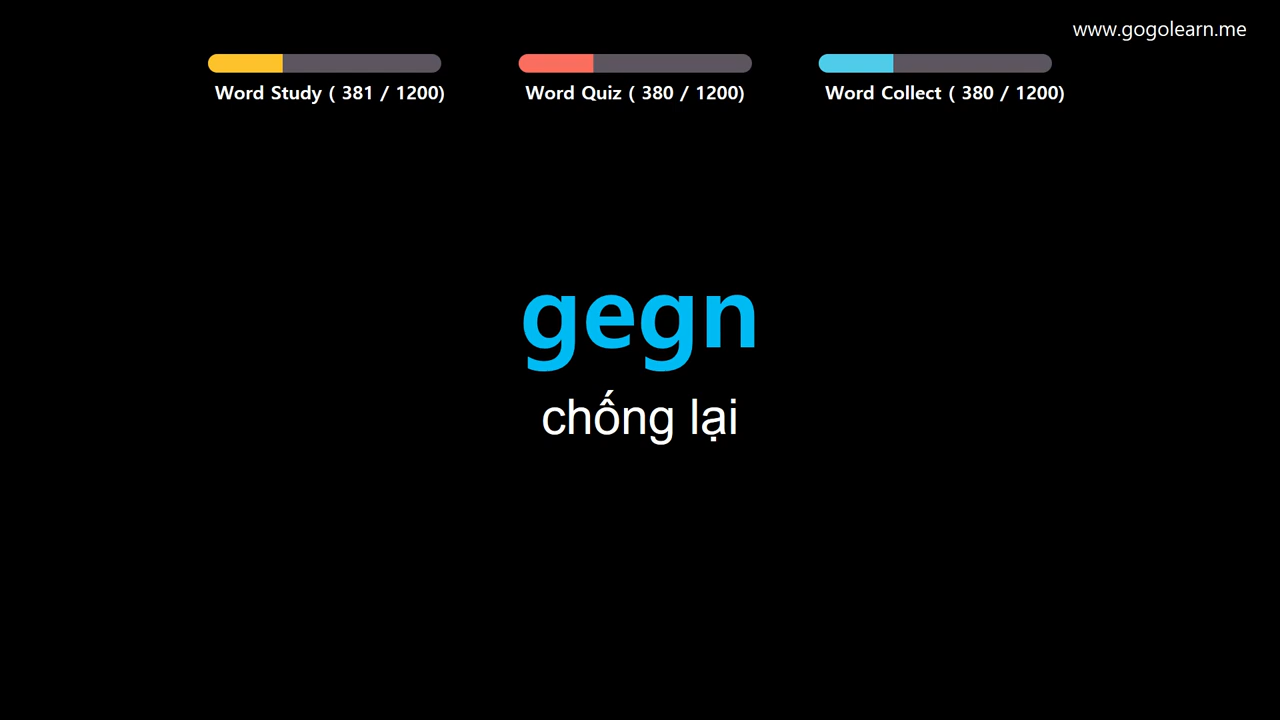 www.gogolearn.me
Word Study ( 381 / 1200)
Word Quiz ( 380 / 1200)
Word Collect ( 380 / 1200)
gegn
chống lại